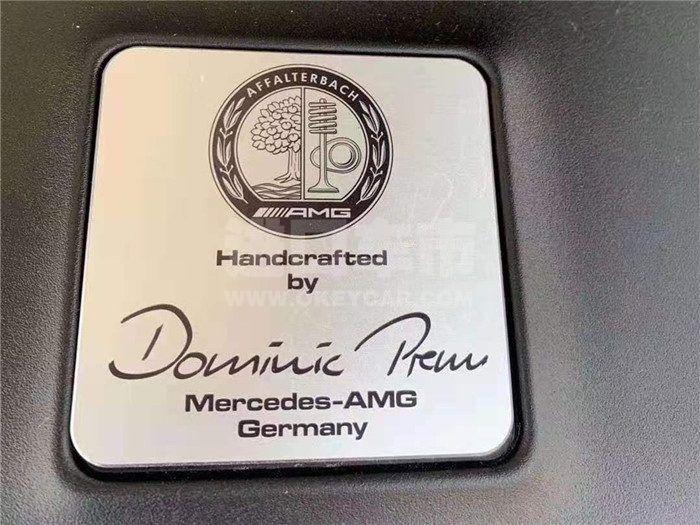 AFFALTERBACH
AMG
Handcrafted
by
WWW.OKEYCAR.COM
Dominic Prem
Mercedes-AMG
Germany